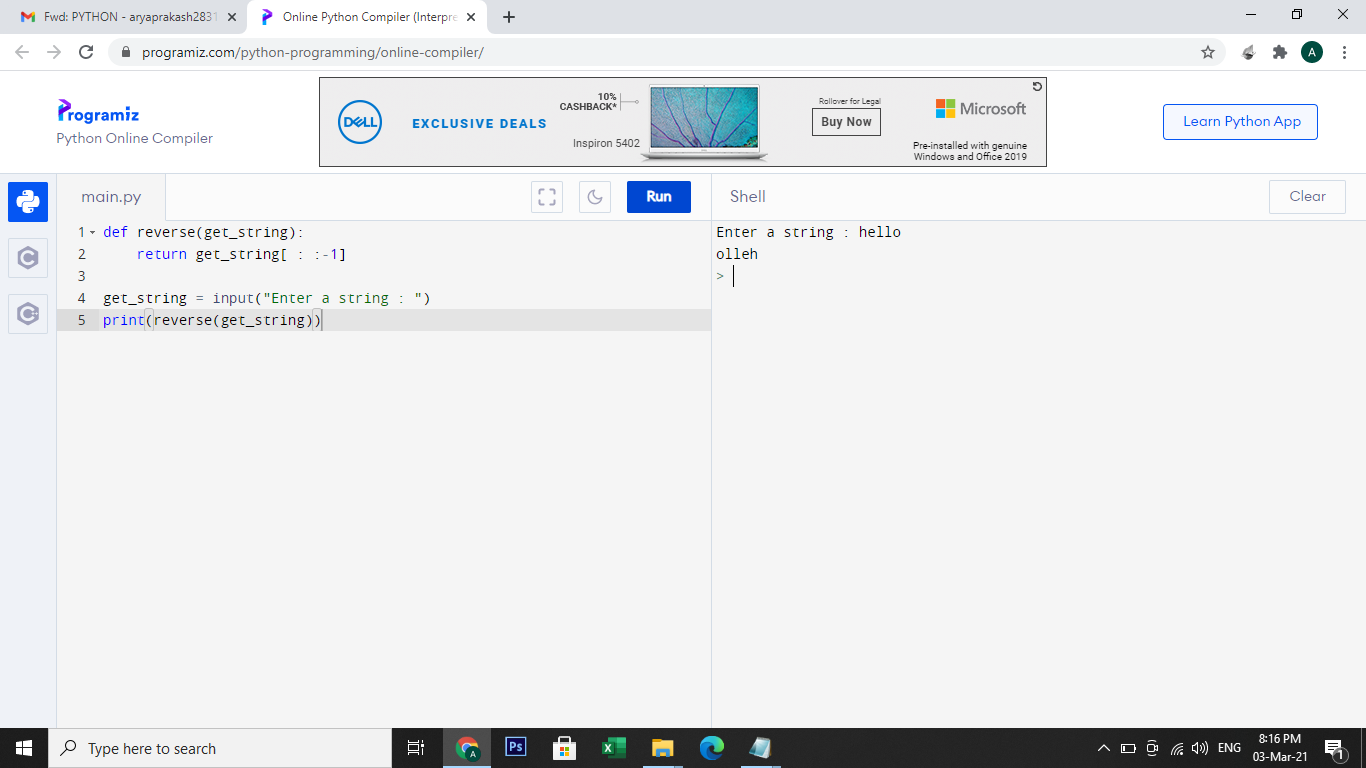 Fwd: PYTHON - aryaprakash2831
Online Python Compiler (Interpre
programiz.com/python-programming/online-compiler/
A
Programiz
Python Online Compiler
DELL
EXCLUSIVE DEALS
10%
CASHBACK*
Inspiron 5402
Rollover for Legal
Buy Now
Microsoft
Pre-installed with genuine
Windows and Office 2019
Learn Python App
main.py
Run
Shell
Clear
1 def reverse(get_string):
2     return get_string[ : :-1]
3
4 get_string = input("Enter a string : ")
5 print(reverse(get_string))
Enter a string : hello
olleh
>
Type here to search
A
Ps
ENG
8:16 PM
03-Mar-21
1